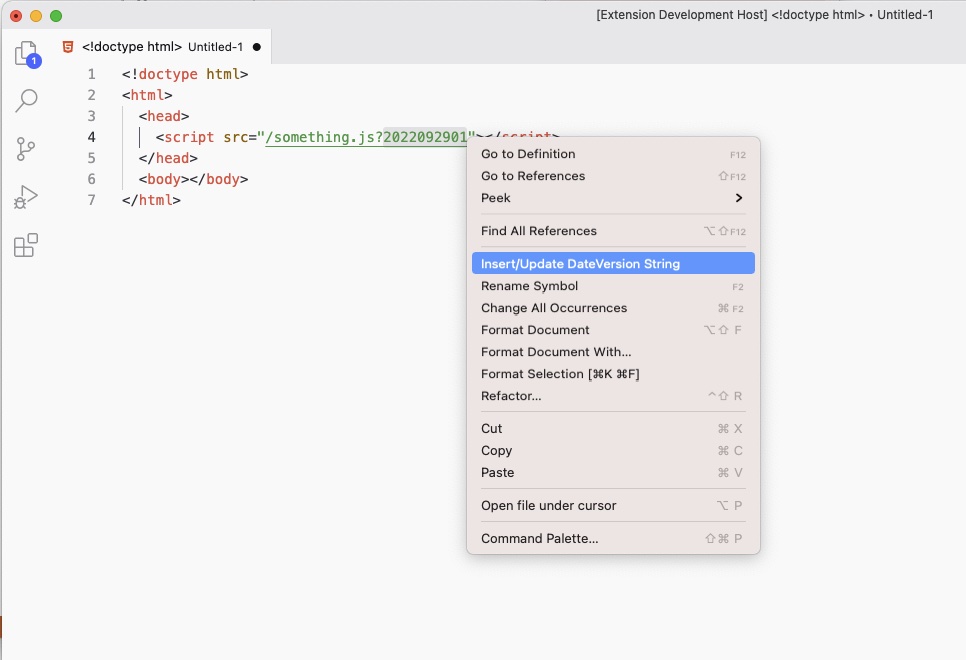 [Extension Development Host] <!doctype html> • Untitled-1
<!doctype html> Untitled-1 ●
1
1 <!doctype html>
2 <html>
3 <head>
4 <script src="/something.js?2022092901"></script>
5 </head>
6 <body></body>
7 </html>
Go to Definition F12
Go to References ⇧F12
Peek >
Find All References ⌥⇧F12
Insert/Update DateVersion String
Rename Symbol F2
Change All Occurrences ⌘F2
Format Document ⌥⇧ F
Format Document With...
Format Selection [⌘K ⌘F]
Refactor... ^⇧ R
Cut ⌘ X
Copy ⌘ C
Paste ⌘ V
Open file under cursor ⌥ P
Command Palette... ⇧⌘ P